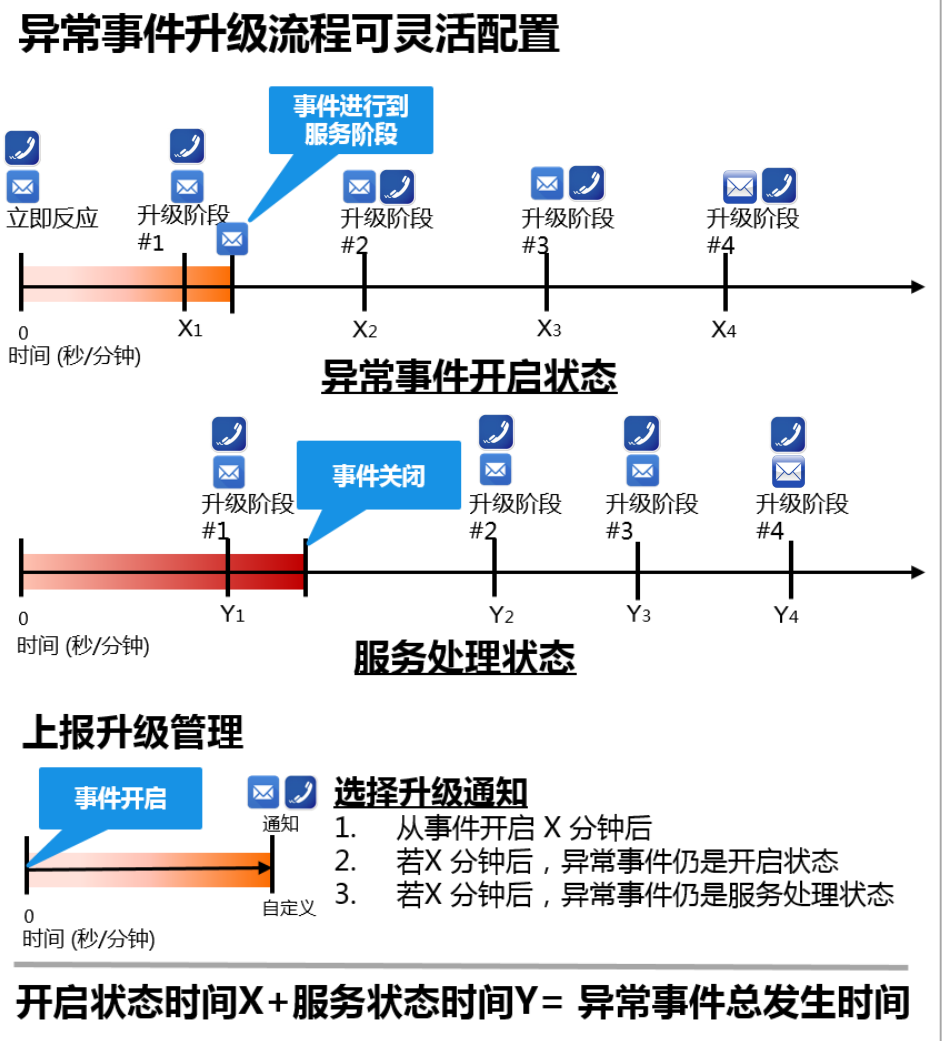 异常事件升级流程可灵活配置
事件进行到
服务阶段
立即反应
升级阶段
#1
升级阶段
#2
升级阶段
#3
升级阶段
#4
0
X1
X2
X3
X4
时间 (秒/分钟)
异常事件开启状态
事件关闭
升级阶段
#1
升级阶段
#2
升级阶段
#3
升级阶段
#4
0
Y1
Y2
Y3
Y4
时间 (秒/分钟)
服务处理状态
上报升级管理
事件开启
通知
0
自定义
时间 (秒/分钟)
选择升级通知
1. 从事件开启 X 分钟后
2. 若X 分钟后，异常事件仍是开启状态
3. 若X 分钟后，异常事件仍是服务处理状态
开启状态时间X+服务状态时间Y= 异常事件总发生时间